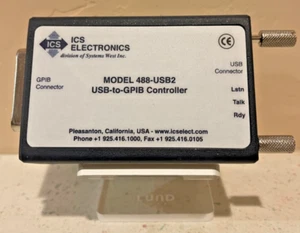 ICS
ICS
ELECTRONICS
division of Systems West Inc.
CE
GPIB
Connector
MODEL 488-USB2
USB-to-GPIB Controller
USB
Connector
Latn
Talk
Rdy
Pleasanton, California, USA - www.icselect.com
Phone +1 925.416.1000, Fax +1 925.416.0105
LUND